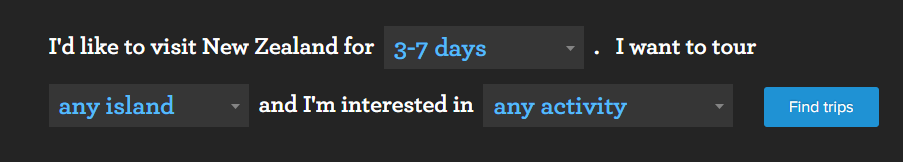 I'd like to visit New Zealand for 3-7 days . I want to tour
any island and I'm interested in any activity Find trips